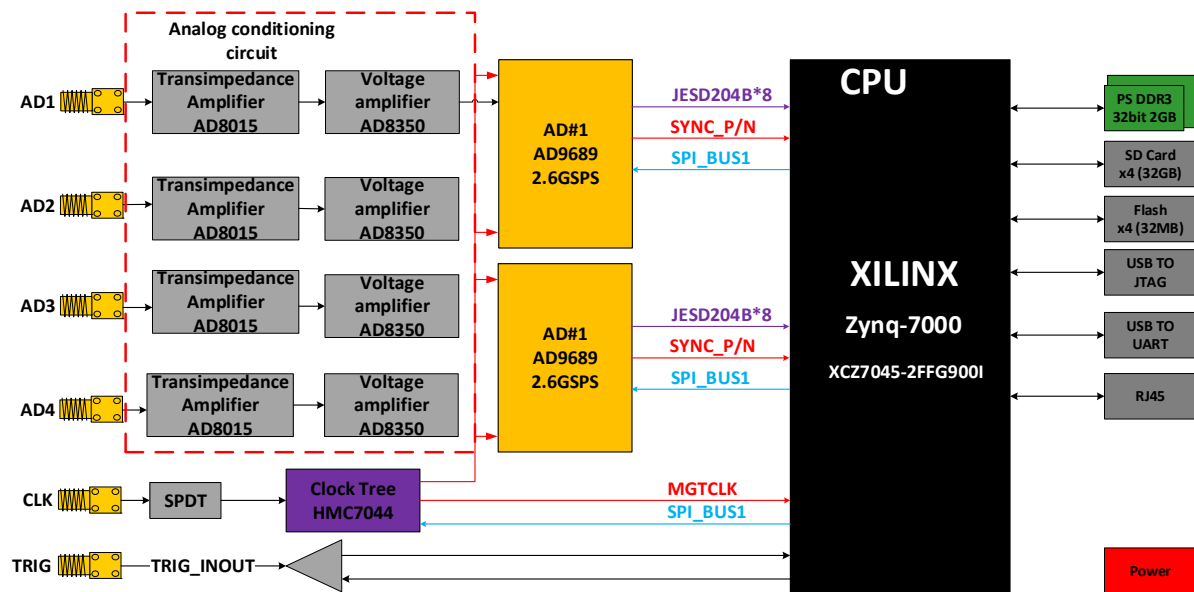 Analog conditioning
circuit
AD1
Transimpedance
Amplifier
AD8015
Voltage
amplifier
AD8350
AD2
Transimpedance
Amplifier
AD8015
Voltage
amplifier
AD8350
AD3
Transimpedance
Amplifier
AD8015
Voltage
amplifier
AD8350
AD4
Transimpedance
Amplifier
AD8015
Voltage
amplifier
AD8350
AD#1
AD9689
2.6GSPS
JESD204B*8
SYNC_P/N
SPI_BUS1
AD#1
AD9689
2.6GSPS
JESD204B*8
SYNC_P/N
SPI_BUS1
CLK
SPDT
Clock Tree
HMC7044
MGTCLK
SPI_BUS1
TRIG
TRIG_INOUT
CPU
XILINX
Zynq-7000
XCZ7045-2FFG900I
PS DDR3
32bit 2GB
SD Card
x4 (32GB)
Flash
x4 (32MB)
USB TO
JTAG
USB TO
UART
RJ45
Power